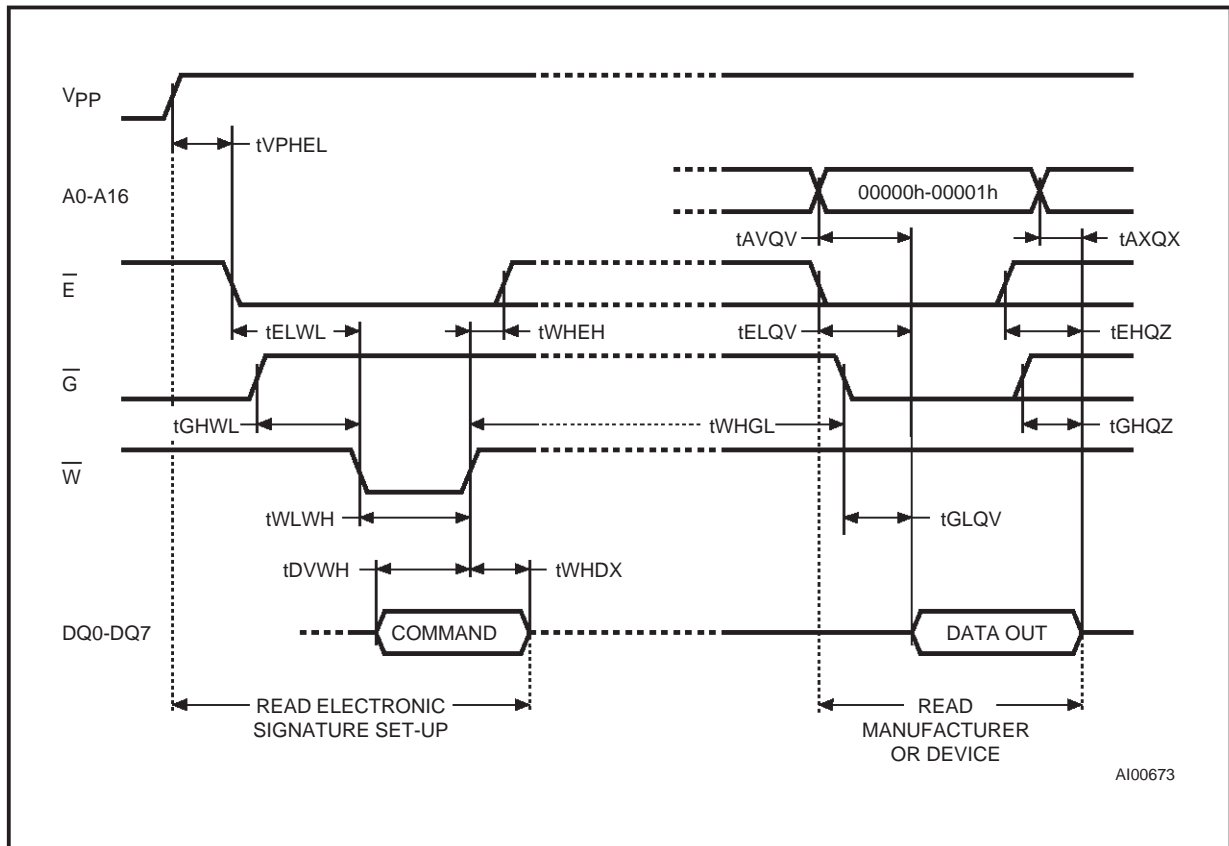 VPP
tVPHEL
A0-A16
00000h-00001h
tAVQV
tAXQX
E
tELWL
tWHEH
tELQV
tEHQZ
G
tGHWL
tWHGL
tGHQZ
W
tWLWH
tGLQV
tDVWH
tWHDX
DQ0-DQ7
COMMAND
DATA OUT
READ ELECTRONIC
SIGNATURE SET-UP
READ
MANUFACTURER
OR DEVICE
AI00673